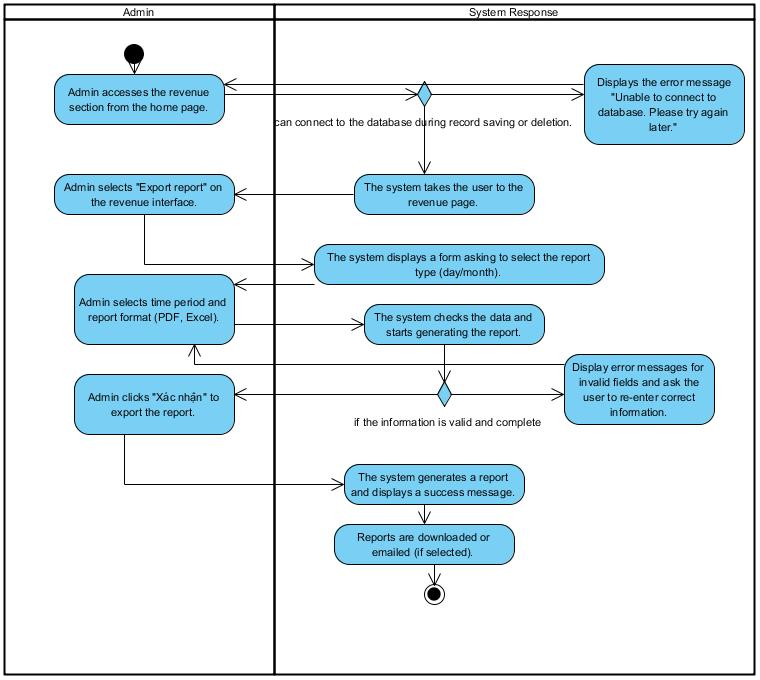 Admin
System Response
Admin accesses the revenue
section from the home page.
Displays the error message
"Unable to connect to
database. Please try again
later."
can connect to the database during record saving or deletion.
Admin selects "Export report" on
the revenue interface.
The system takes the user to the
revenue page.
The system displays a form asking to select the report
type (day/month).
Admin selects time period and
report format (PDF, Excel).
The system checks the data and
starts generating the report.
Display error messages for
invalid fields and ask the
user to re-enter correct
information.
Admin clicks "Xác nhận" to
export the report.
if the information is valid and complete
The system generates a report
and displays a success message.
Reports are downloaded or
emailed (if selected).